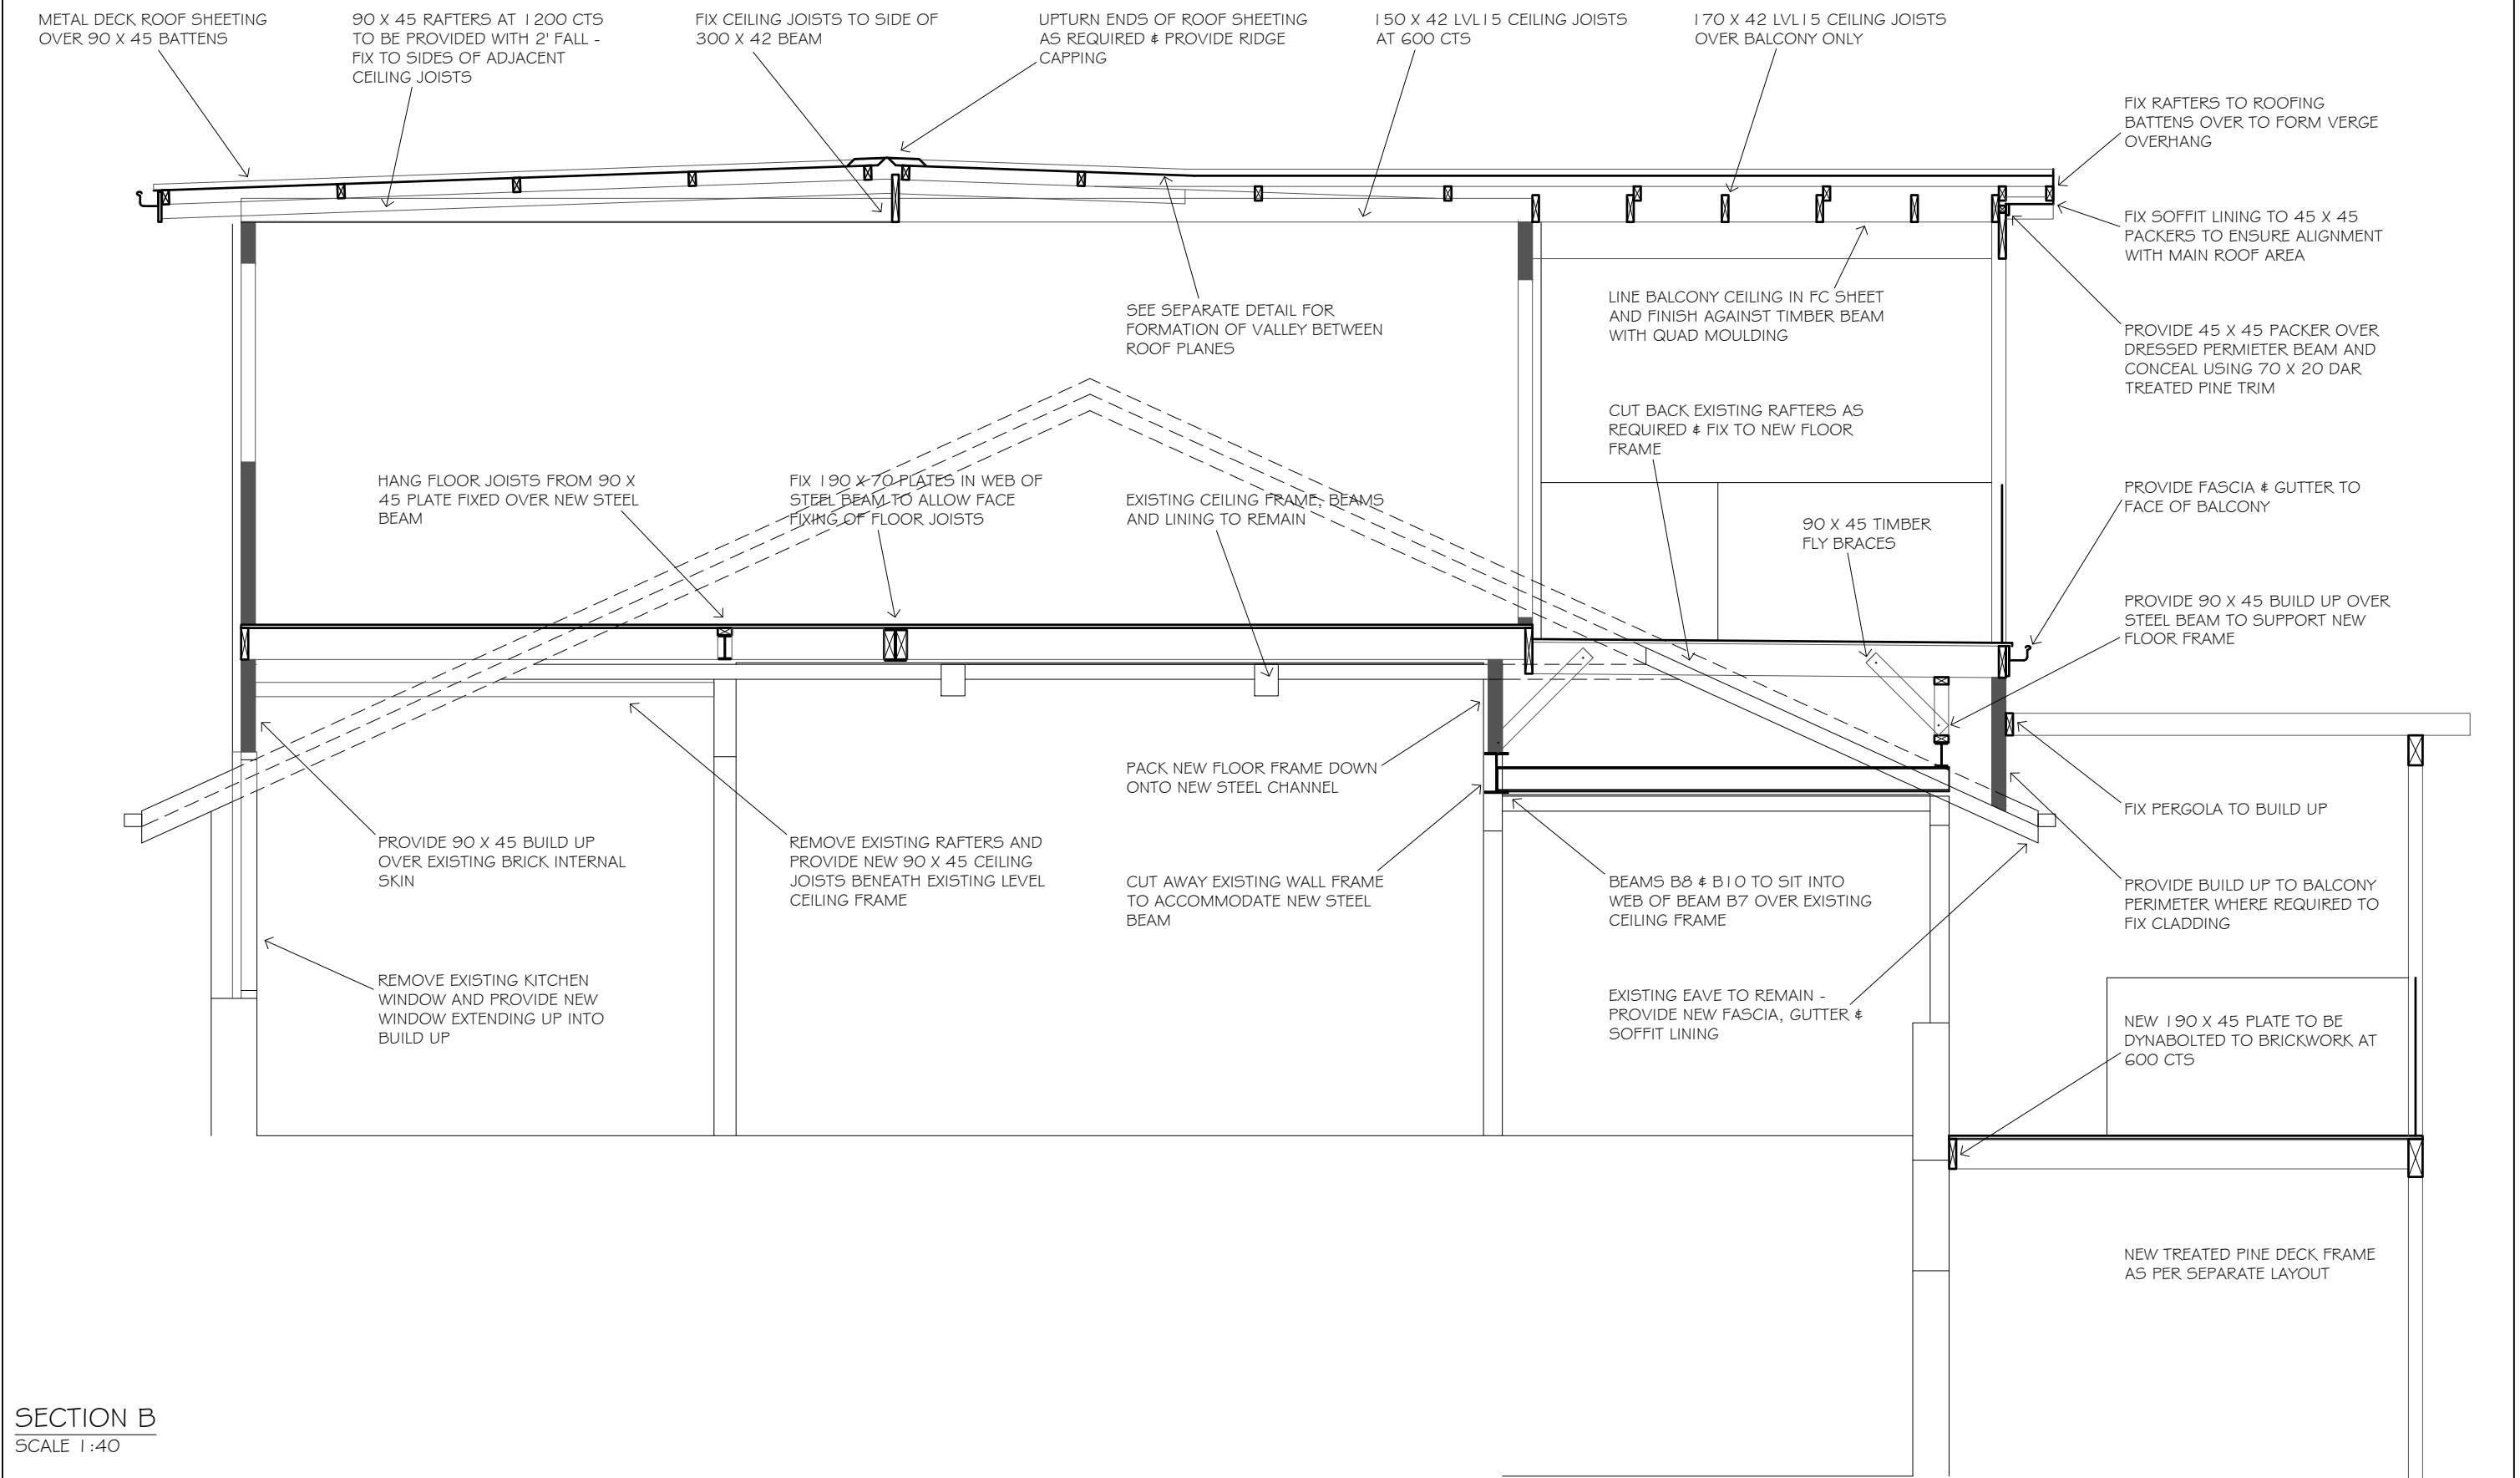 METAL DECK ROOF SHEETING
OVER 90 X 45 BATTENS
90 X 45 RAFTERS AT 1200 CTS
TO BE PROVIDED WITH 2' FALL -
FIX TO SIDES OF ADJACENT
CEILING JOISTS
FIX CEILING JOISTS TO SIDE OF
300 X 42 BEAM
UPTURN ENDS OF ROOF SHEETING
AS REQUIRED & PROVIDE RIDGE
CAPPING
150 X 42 LVL15 CEILING JOISTS
AT 600 CTS
170 X 42 LVL15 CEILING JOISTS
OVER BALCONY ONLY
FIX RAFTERS TO ROOFING
BATTENS OVER TO FORM VERGE
OVERHANG
FIX SOFFIT LINING TO 45 X 45
PACKERS TO ENSURE ALIGNMENT
WITH MAIN ROOF AREA
SEE SEPARATE DETAIL FOR
FORMATION OF VALLEY BETWEEN
ROOF PLANES
LINE BALCONY CEILING IN FC SHEET
AND FINISH AGAINST TIMBER BEAM
WITH QUAD MOULDING
PROVIDE 45 X 45 PACKER OVER
DRESSED PERMIETER BEAM AND
CONCEAL USING 70 X 20 DAR
TREATED PINE TRIM
CUT BACK EXISTING RAFTERS AS
REQUIRED & FIX TO NEW FLOOR
FRAME
HANG FLOOR JOISTS FROM 90 X
45 PLATE FIXED OVER NEW STEEL
BEAM
FIX 190 X 70 PLATES IN WEB OF
STEEL BEAM TO ALLOW FACE
FIXING OF FLOOR JOISTS
EXISTING CEILING FRAME, BEAMS
AND LINING TO REMAIN
90 X 45 TIMBER
FLY BRACES
PROVIDE FASCIA & GUTTER TO
FACE OF BALCONY
PROVIDE 90 X 45 BUILD UP OVER
STEEL BEAM TO SUPPORT NEW
FLOOR FRAME
PACK NEW FLOOR FRAME DOWN
ONTO NEW STEEL CHANNEL
FIX PERGOLA TO BUILD UP
PROVIDE 90 X 45 BUILD UP
OVER EXISTING BRICK INTERNAL
SKIN
REMOVE EXISTING RAFTERS AND
PROVIDE NEW 90 X 45 CEILING
JOISTS BENEATH EXISTING LEVEL
CEILING FRAME
CUT AWAY EXISTING WALL FRAME
TO ACCOMMODATE NEW STEEL
BEAM
BEAMS B8 & B10 TO SIT INTO
WEB OF BEAM B7 OVER EXISTING
CEILING FRAME
PROVIDE BUILD UP TO BALCONY
PERIMETER WHERE REQUIRED TO
FIX CLADDING
REMOVE EXISTING KITCHEN
WINDOW AND PROVIDE NEW
WINDOW EXTENDING UP INTO
BUILD UP
EXISTING EAVE TO REMAIN -
PROVIDE NEW FASCIA, GUTTER &
SOFFIT LINING
NEW 190 X 45 PLATE TO BE
DYNABOLTED TO BRICKWORK AT
600 CTS
NEW TREATED PINE DECK FRAME
AS PER SEPARATE LAYOUT
SECTION B
SCALE 1:40